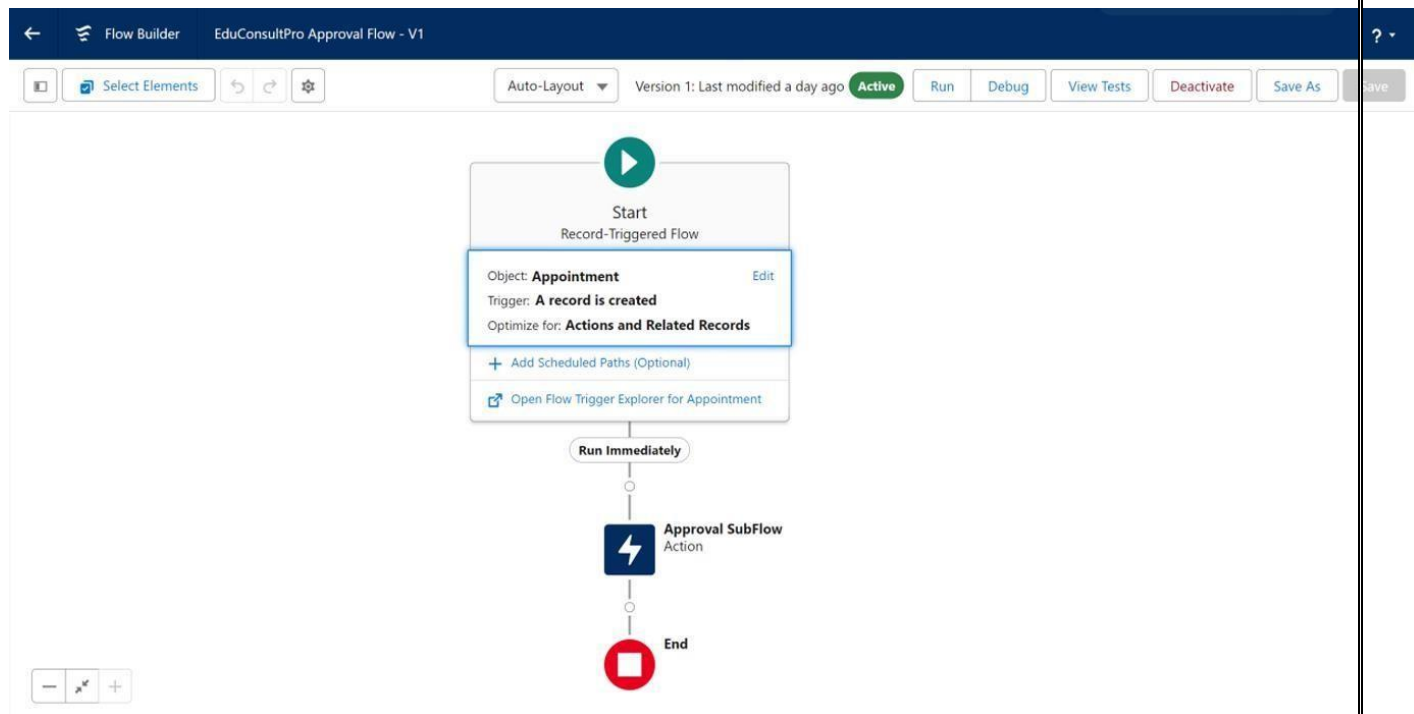 Flow Builder EduConsultPro Approval Flow - V1 ?
Select Elements Auto-Layout Version 1: Last modified a day ago Active Run Debug View Tests Deactivate Save As Save
Start
Record-Triggered Flow
Object: Appointment Edit
Trigger: A record is created
Optimize for: Actions and Related Records
+ Add Scheduled Paths (Optional)
Open Flow Trigger Explorer for Appointment
Run Immediately
Approval SubFlow
Action
End